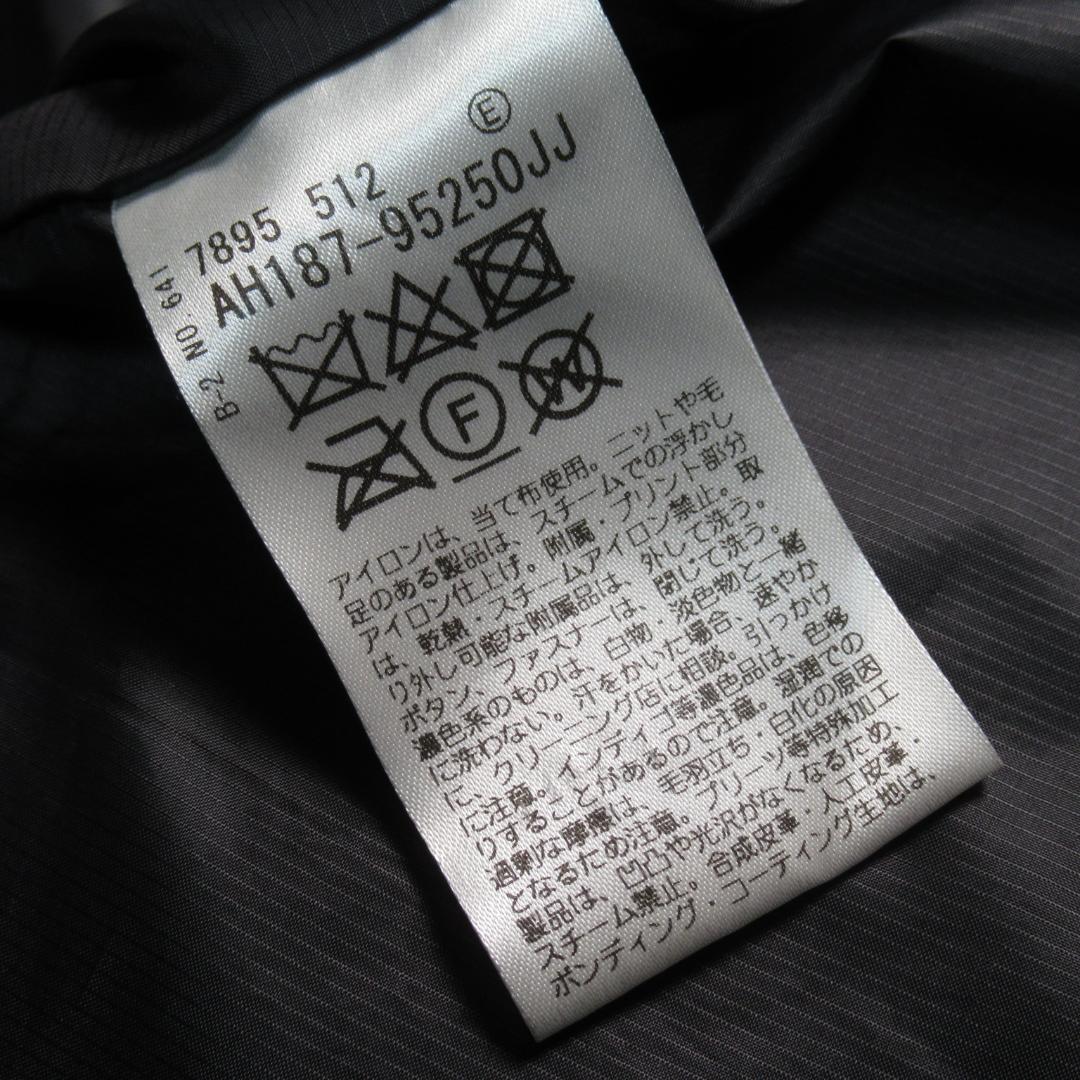 E
7895 512
AH187-95250JJ
B-2 NO.641
F
W
アイロンは、当て布使用。ニットや毛
足のある製品は、スチームでの浮かし
アイロン仕上げ。附属・プリント部分
は、乾熱・スチームアイロン禁止。取
り外し可能な附属品は、外して洗う。
ボタン、ファスナーは、閉じて洗う。
濃色系のものは、白物・淡色物と一緒
に洗わない。汗をかいた場合、速やか
に、クリーニング店に相談。引っかけ
に注意。インディゴ等濃色品は、色移
りすることがあるので注意。湿潤での
過剰な摩擦は、毛羽立ち・白化の原因
となるため注意。プリーツ等特殊加工
製品は、凹凸や光沢がなくなるため、
スチーム禁止。合成皮革・人工皮革・
ボンディング・コーティング生地は、